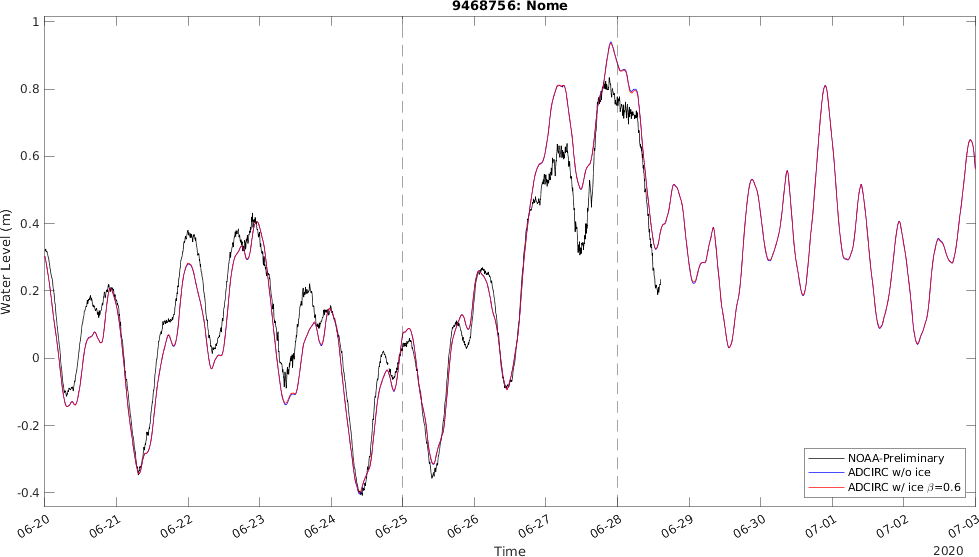 9468756: Nome
Water Level (m)
1
0.8
0.6
0.4
0.2
0
-0.2
-0.4
NOAA-Preliminary
ADCIRC w/o ice
ADCIRC w/ ice β=0.6
06-20 06-21 06-22 06-23 06-24 06-25 06-26 06-27 06-28 06-29 06-30 07-01 07-02 07-03
Time
2020